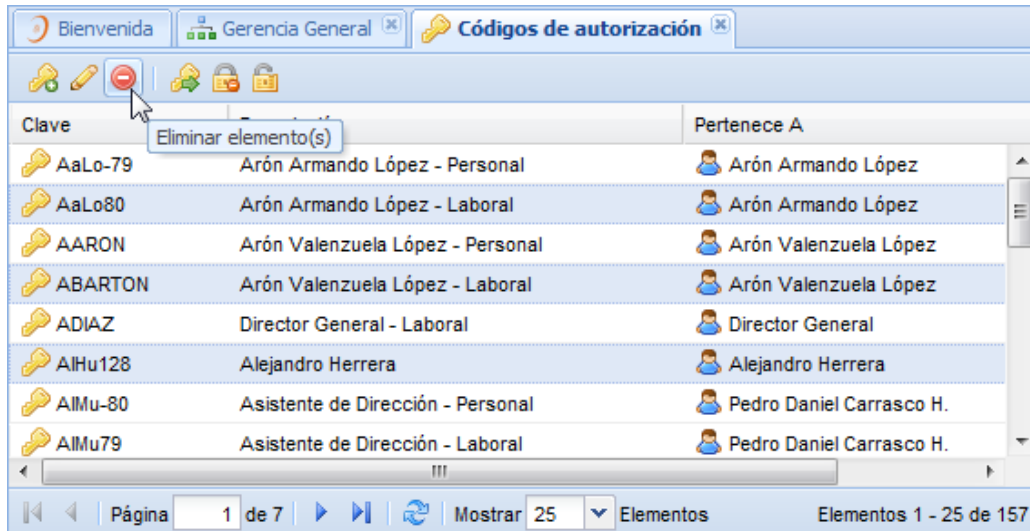 Bienvenida Gerencia General Códigos de autorización
Clave Pertenece A
Eliminar elemento(s)
AaLo-79 Arón Armando López - Personal Arón Armando López
AaLo80 Arón Armando López - Laboral Arón Armando López
AARON Arón Valenzuela López - Personal Arón Valenzuela López
ABARTON Arón Valenzuela López - Laboral Arón Valenzuela López
ADIAZ Director General - Laboral Director General
AlHu128 Alejandro Herrera Alejandro Herrera
AlMu-80 Asistente de Dirección - Personal Pedro Daniel Carrasco H.
AlMu79 Asistente de Dirección - Laboral Pedro Daniel Carrasco H.
Página 1 de 7 Mostrar 25 Elementos Elementos 1 - 25 de 157